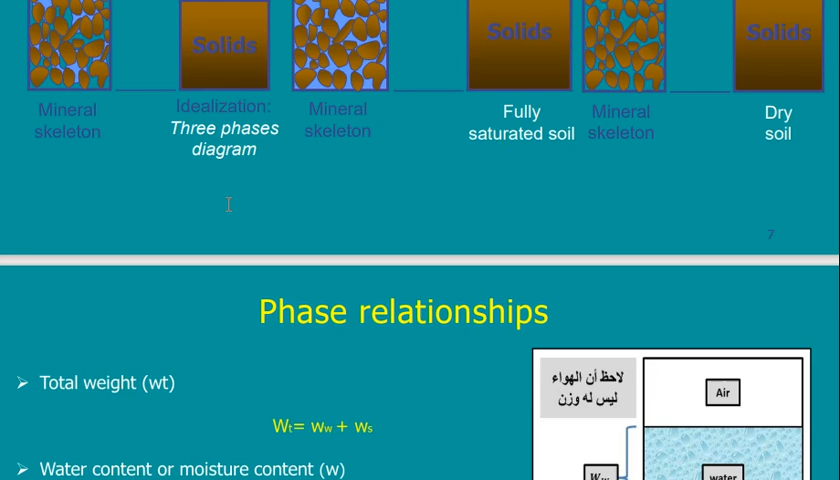 Solids
Solids
Solids
Mineral
skeleton
Idealization:
Three phases
diagram
Mineral
skeleton
Fully
saturated soil
Mineral
skeleton
Dry
soil
7
Phase relationships
➢ Total weight (wt)
Wt= ww + ws
➢ Water content or moisture content (w)
لاحظ أن الهواء
ليس له وزن
Air
water
Ww